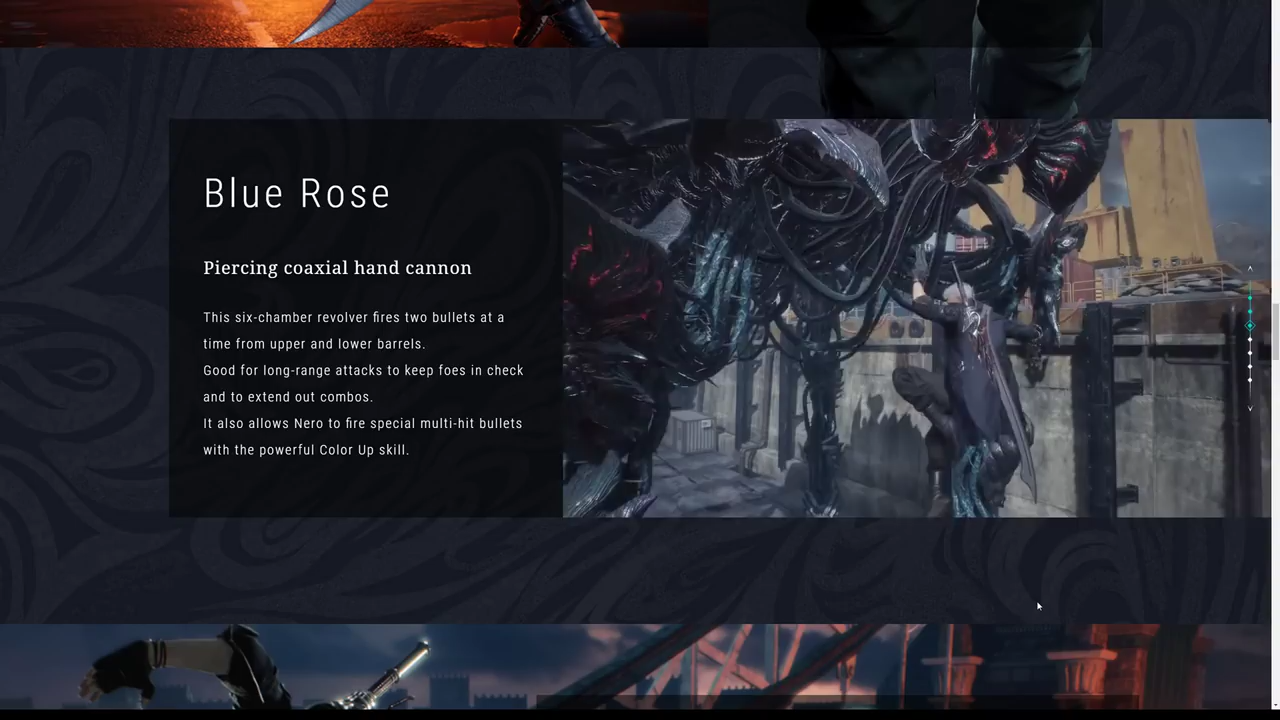 Blue Rose
Piercing coaxial hand cannon
This six-chamber revolver fires two bullets at a
time from upper and lower barrels.
Good for long-range attacks to keep foes in check
and to extend out combos.
It also allows Nero to fire special multi-hit bullets
with the powerful Color Up skill.